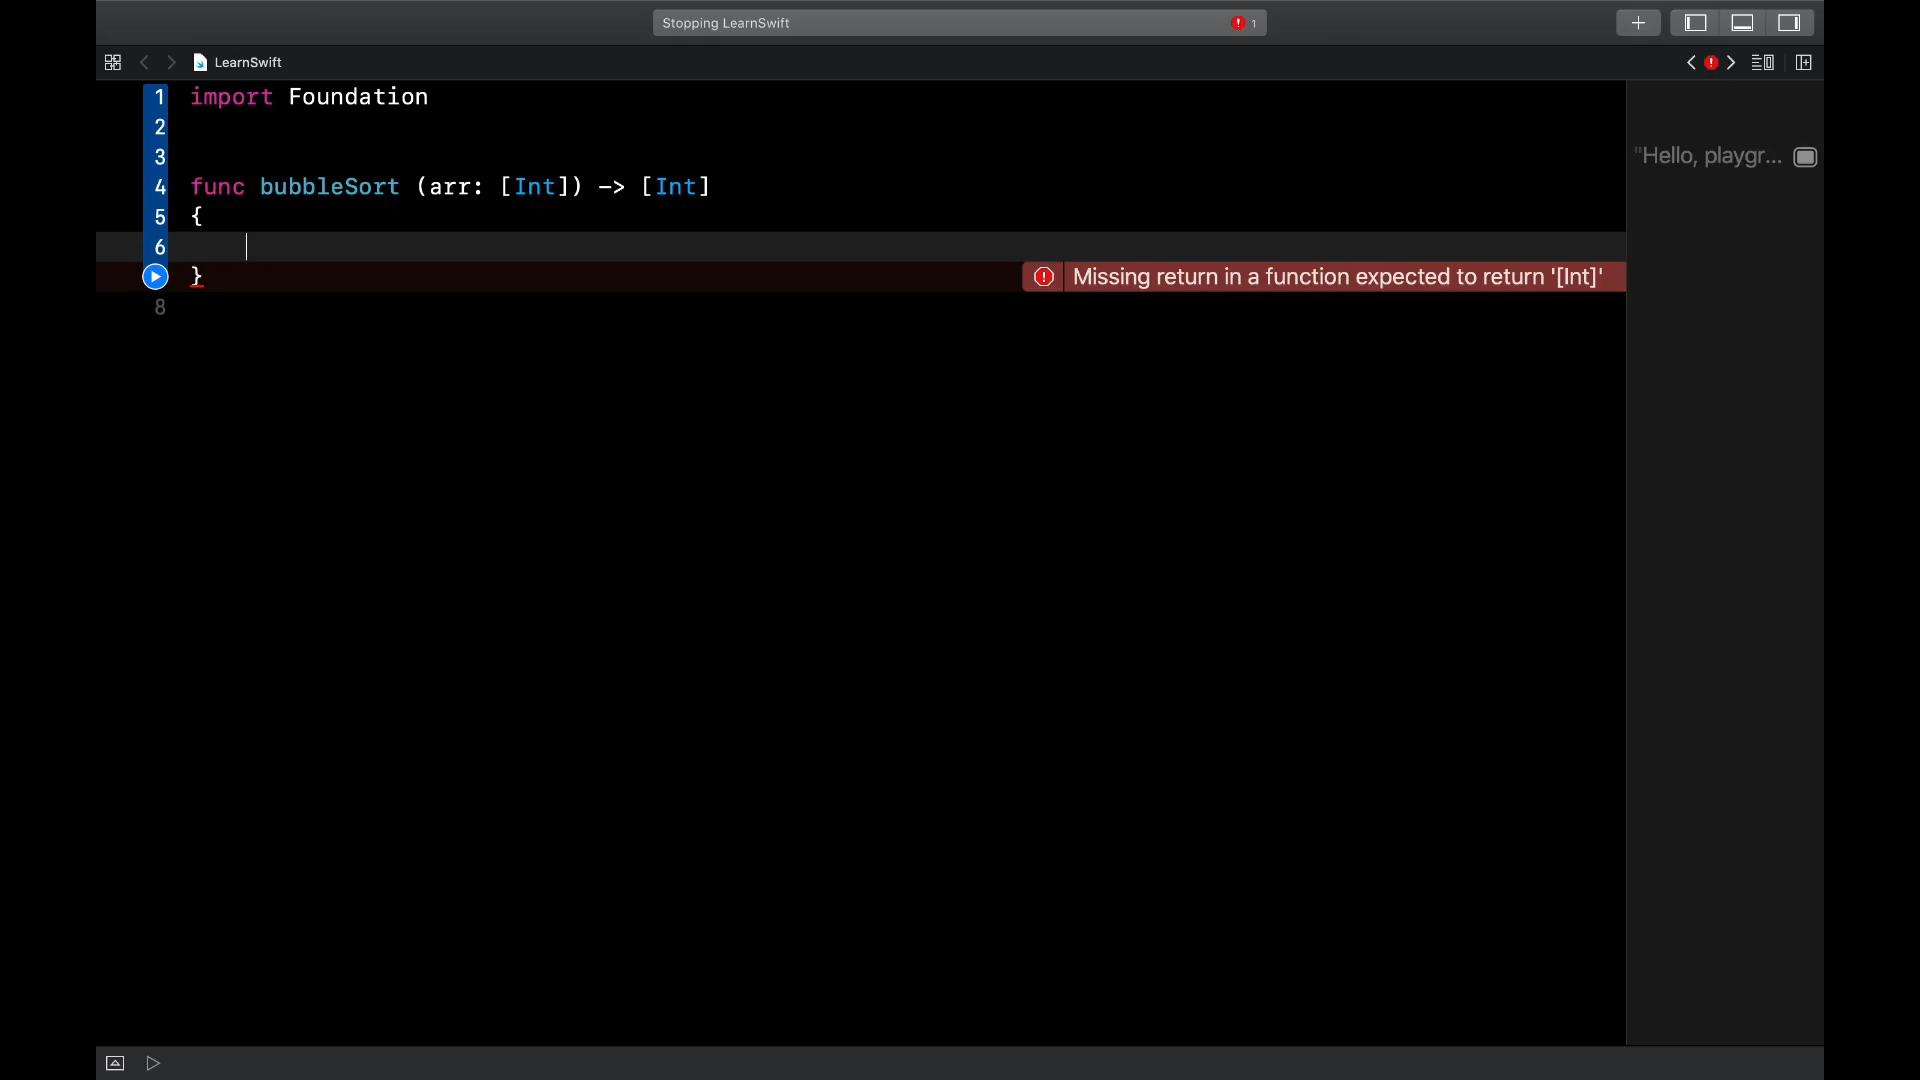 Stopping LearnSwift 1
LearnSwift
1 import Foundation
2
3
4 func bubbleSort (arr: [Int]) -> [Int]
5 {
6
} Missing return in a function expected to return '[Int]'
8
"Hello, playgr...